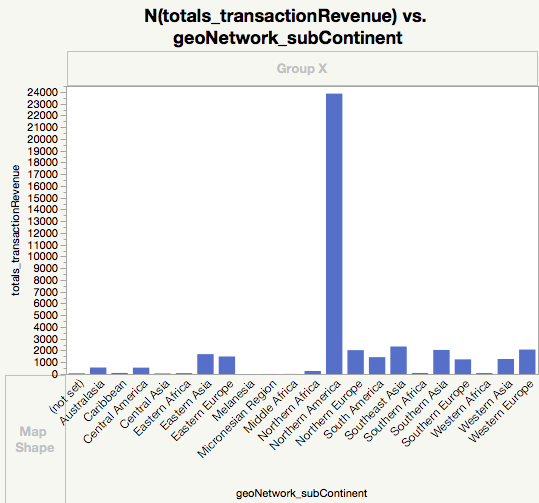 N(totals_transactionRevenue) vs.
geoNetwork_subContinent
Group X
totals_transactionRevenue
24000
23000
22000
21000
20000
19000
18000
17000
16000
15000
14000
13000
12000
11000
10000
9000
8000
7000
6000
5000
4000
3000
2000
1000
0
(not set)
Australasia
Caribbean
Central America
Central Asia
Eastern Africa
Eastern Asia
Eastern Europe
Melanesia
Micronesian Region
Middle Africa
Northern Africa
Northern America
Northern Europe
South America
Southeast Asia
Southern Africa
Southern Asia
Southern Europe
Western Africa
Western Asia
Western Europe
Map
Shape
geoNetwork_subContinent